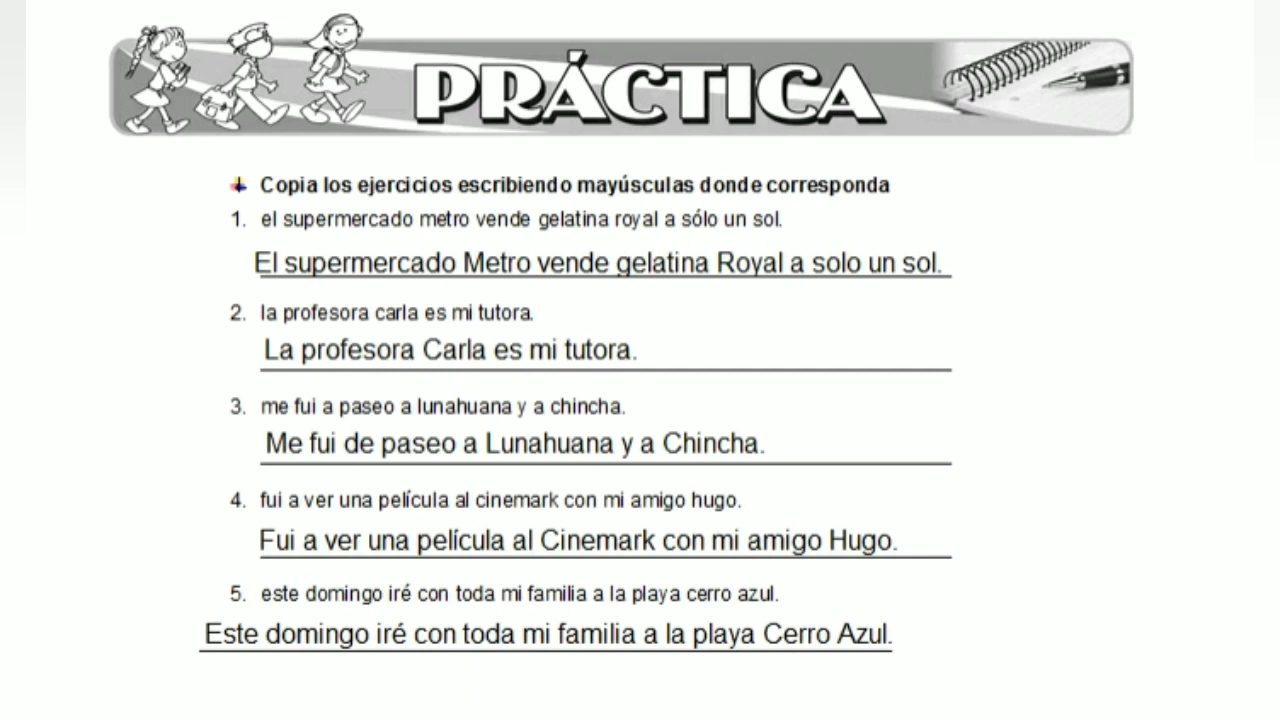 PRÁCTICA
Copia los ejercicios escribiendo mayúsculas donde corresponda
1. el supermercado metro vende gelatina royal a sólo un sol.
El supermercado Metro vende gelatina Royal a solo un sol.
2. la profesora carla es mi tutora.
La profesora Carla es mi tutora.
3. me fui a paseo a lunahuana y a chincha.
Me fui de paseo a Lunahuana y a Chincha.
4. fui a ver una película al cinemark con mi amigo hugo.
Fui a ver una película al Cinemark con mi amigo Hugo.
5. este domingo iré con toda mi familia a la playa cerro azul.
Este domingo iré con toda mi familia a la playa Cerro Azul.